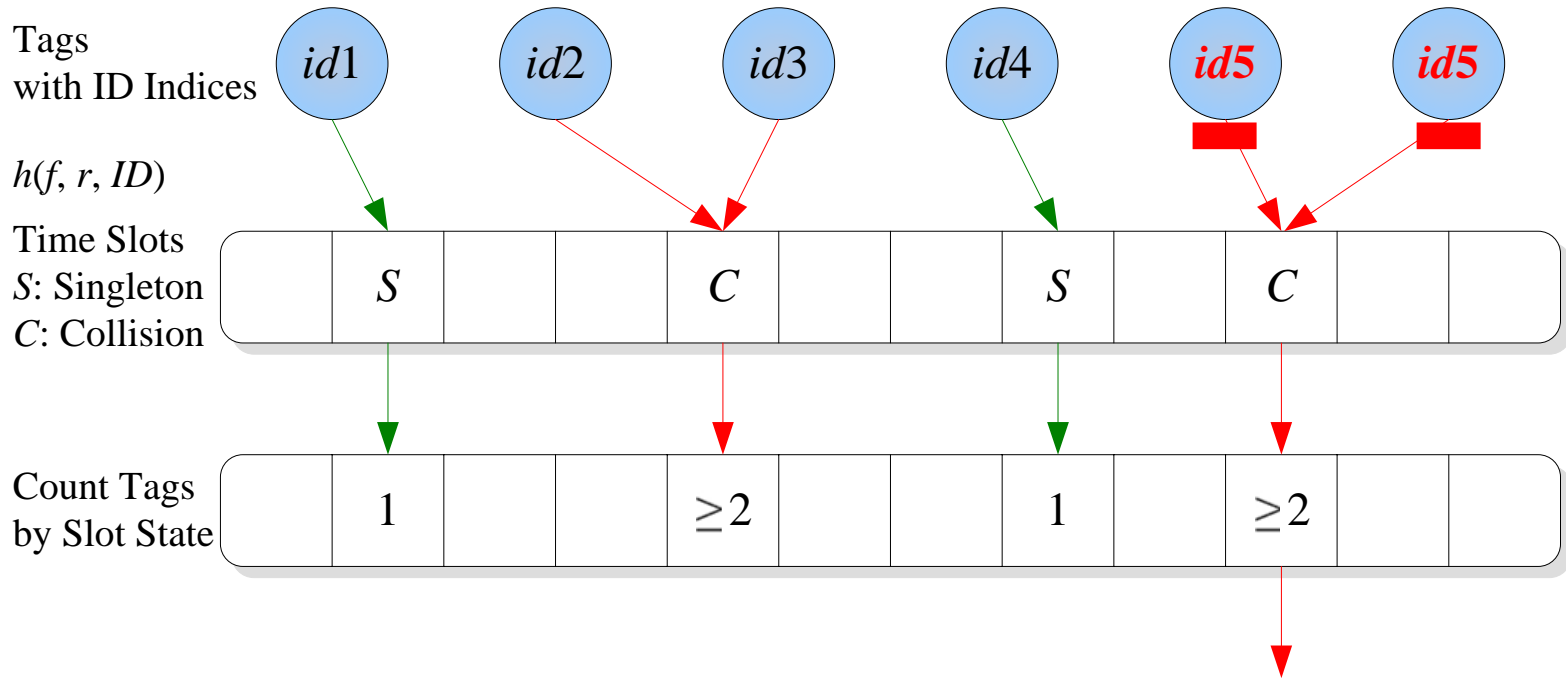 Tags
with ID Indices
id1 id2 id3 id4 id5 id5
h(f, r, ID)
Time Slots
S: Singleton
C: Collision
S C S C
Count Tags
by Slot State
1 ≥2 1 ≥2